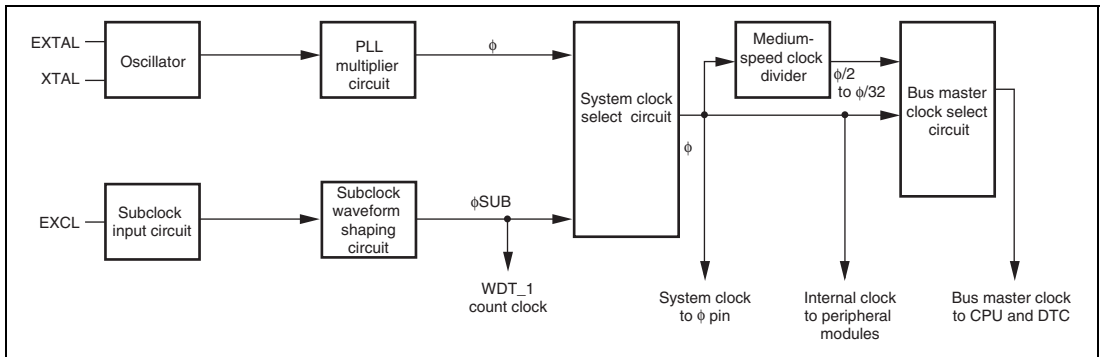 EXTAL
XTAL
Oscillator
PLL
multiplier
circuit
φ
System clock
select circuit
Medium-
speed clock
divider
φ/2
to φ/32
Bus master
clock select
circuit
φ
EXCL
Subclock
input circuit
Subclock
waveform
shaping
circuit
φSUB
WDT_1
count clock
System clock
to φ pin
Internal clock
to peripheral
modules
Bus master clock
to CPU and DTC